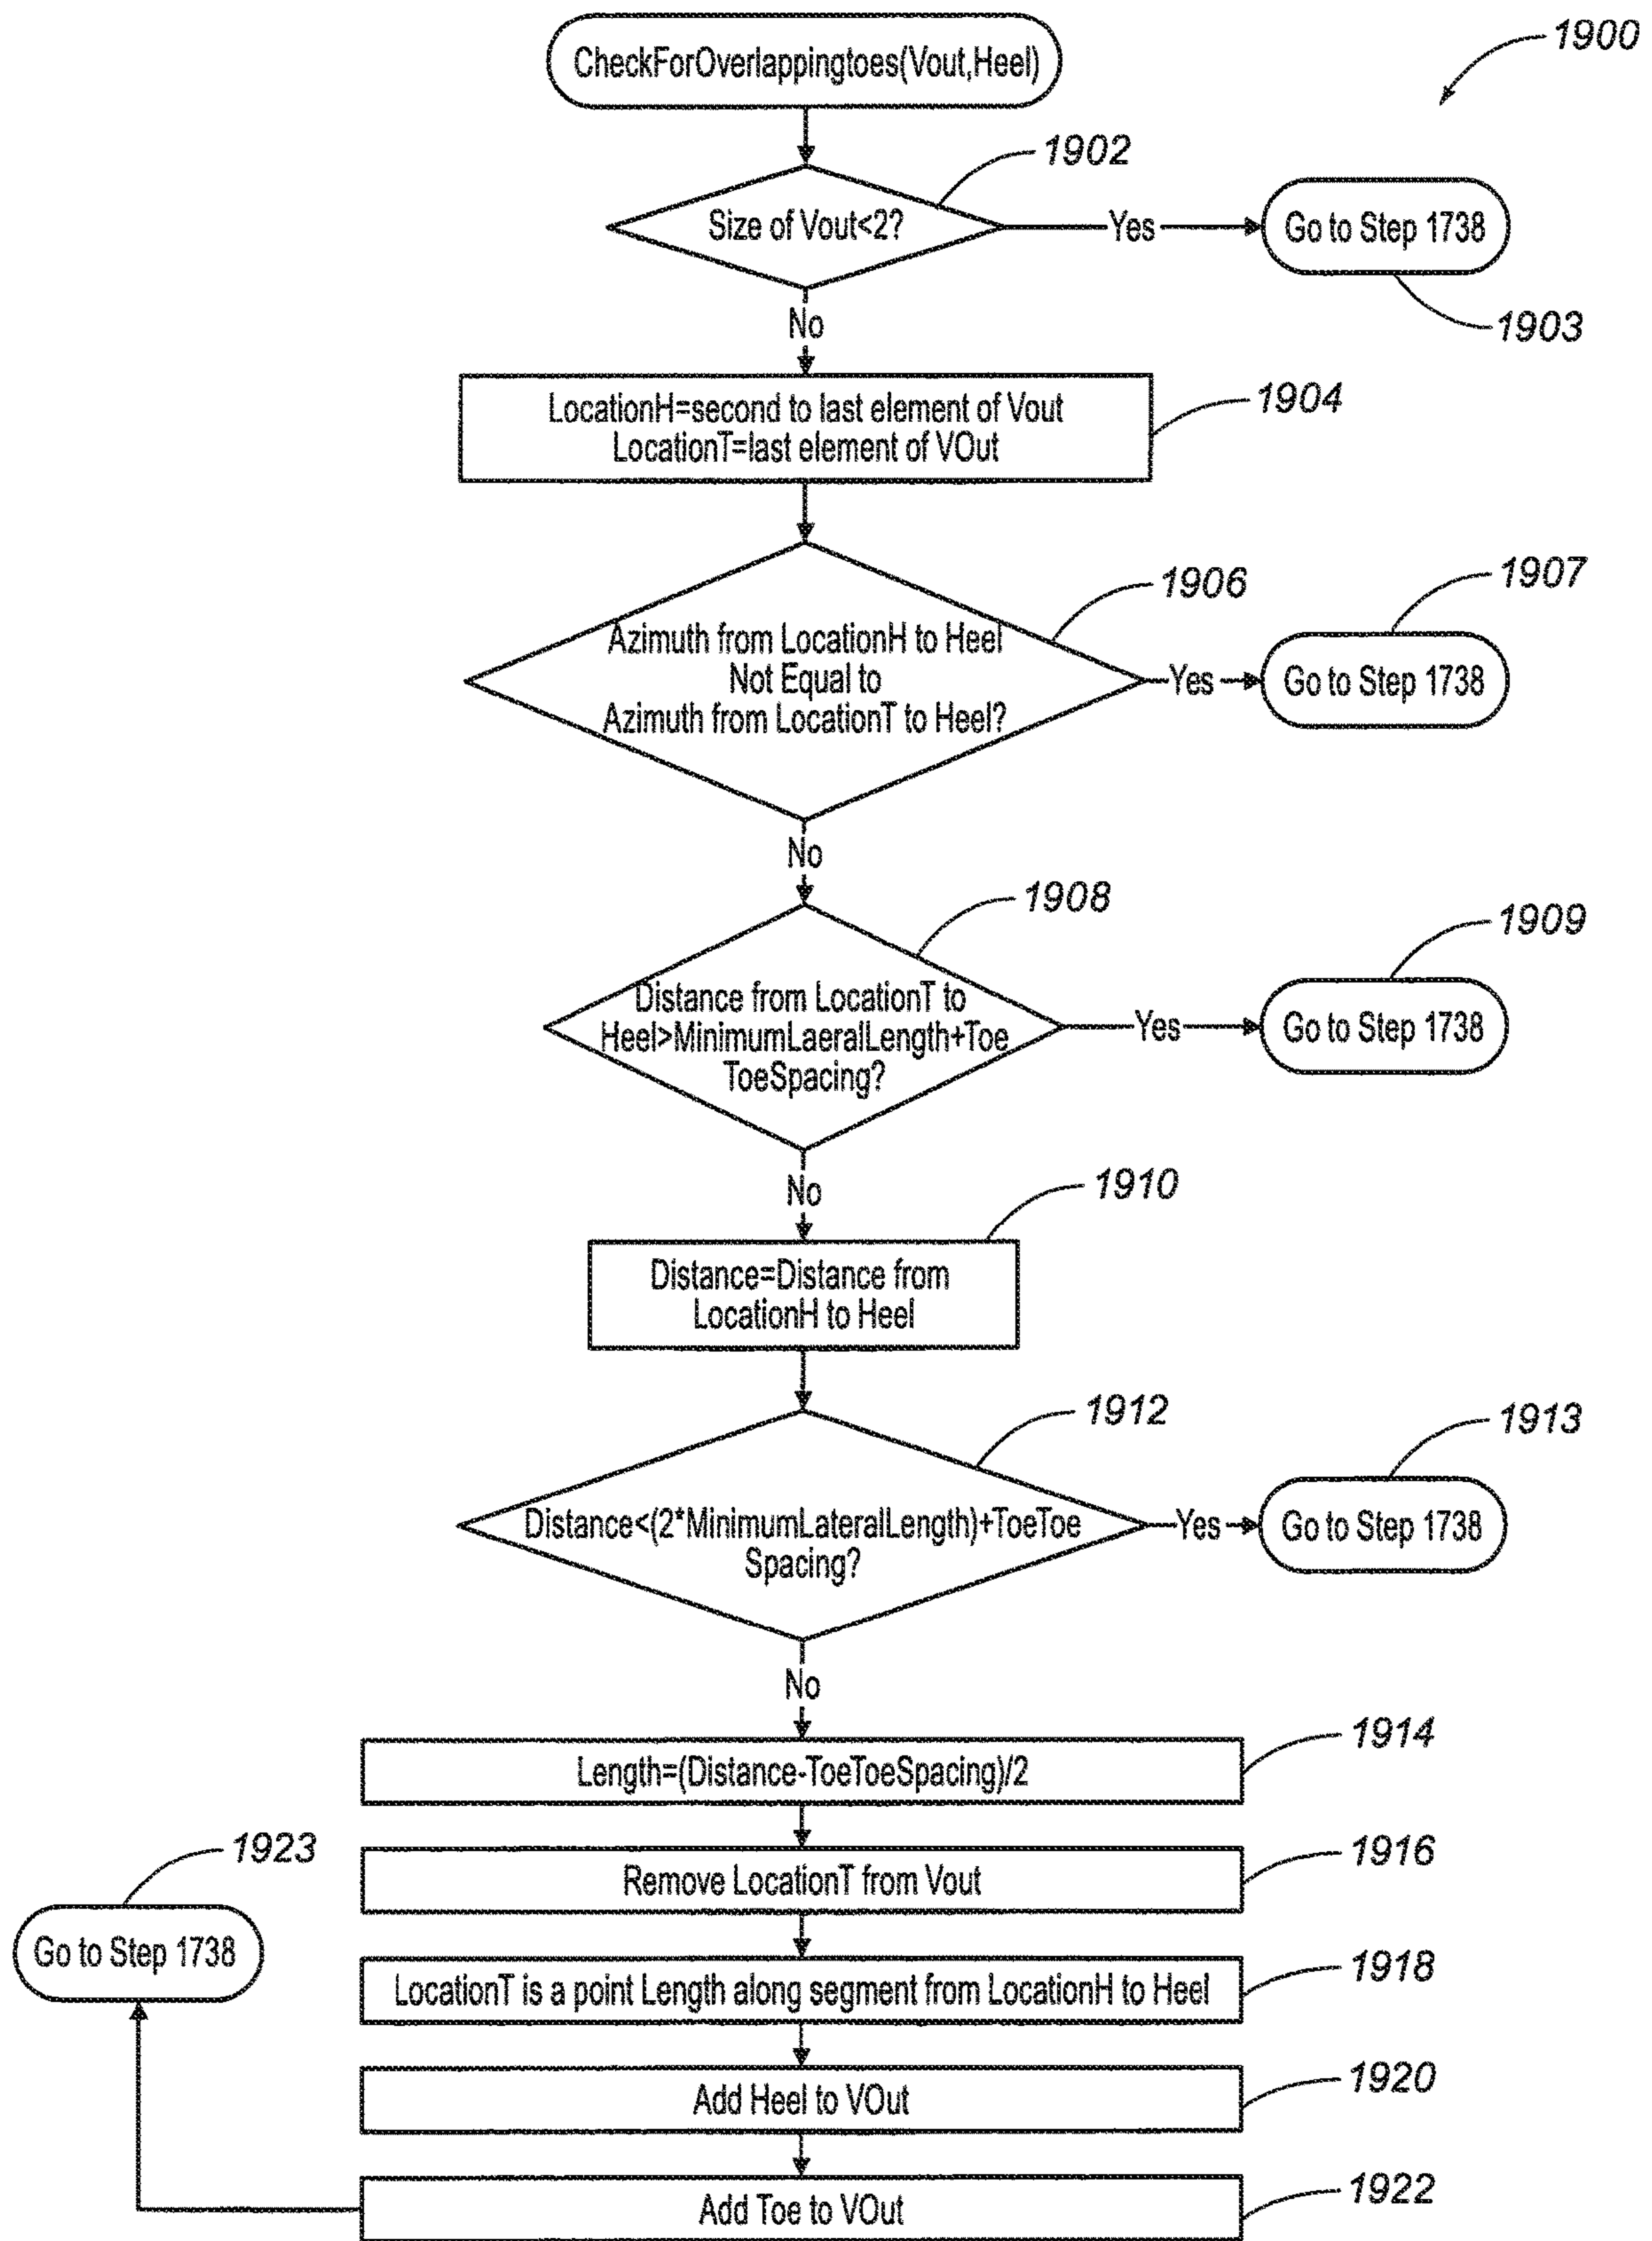 1900
CheckForOverlappingtoes(Vout,Heel)
1902
Size of Vout<2?
Yes
Go to Step 1738
1903
No
LocationH=second to last element of Vout
LocationT=last element of VOut
1904
1906
Azimuth from LocationH to Heel
Not Equal to
Azimuth from LocationT to Heel?
Yes
1907
Go to Step 1738
No
1908
Distance from LocationT to
Heel>MinimumLaeralLength+Toe
ToeSpacing?
Yes
1909
Go to Step 1738
No
1910
Distance=Distance from
LocationH to Heel
1912
Distance<(2*MinimumLateralLength)+ToeToe
Spacing?
Yes
1913
Go to Step 1738
No
1914
Length=(Distance-ToeToeSpacing)/2
1916
Remove LocationT from Vout
1918
LocationT is a point Length along segment from LocationH to Heel
1920
Add Heel to VOut
1922
Add Toe to VOut
1923
Go to Step 1738